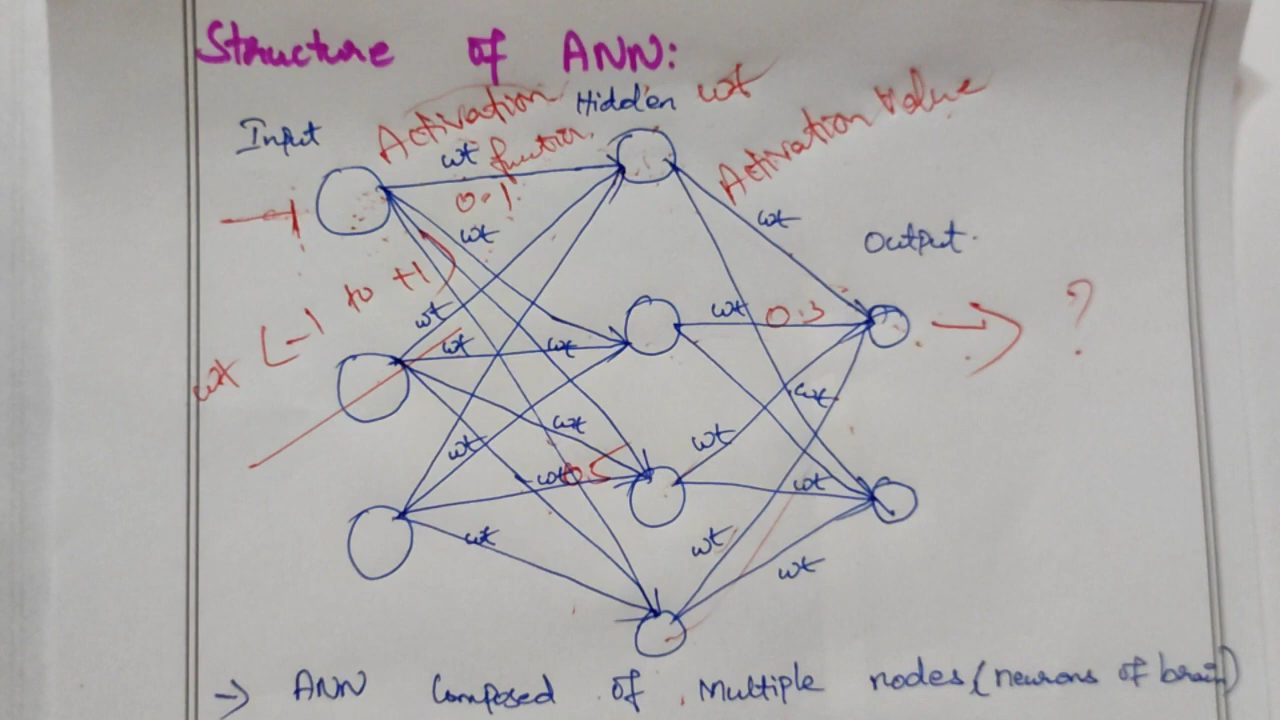 Structure of ANN:
Input
Activation
function
Hidden
wt
Activation Value
wt
0.1
wt
wt
Output
wt (-1 to +1)
wt
wt
wt
wt
0.3
?
wt
wt
wt
wt
wt
0.5
wt
wt
wt
wt
-> ANN Composed of Multiple nodes (neurons of brain)